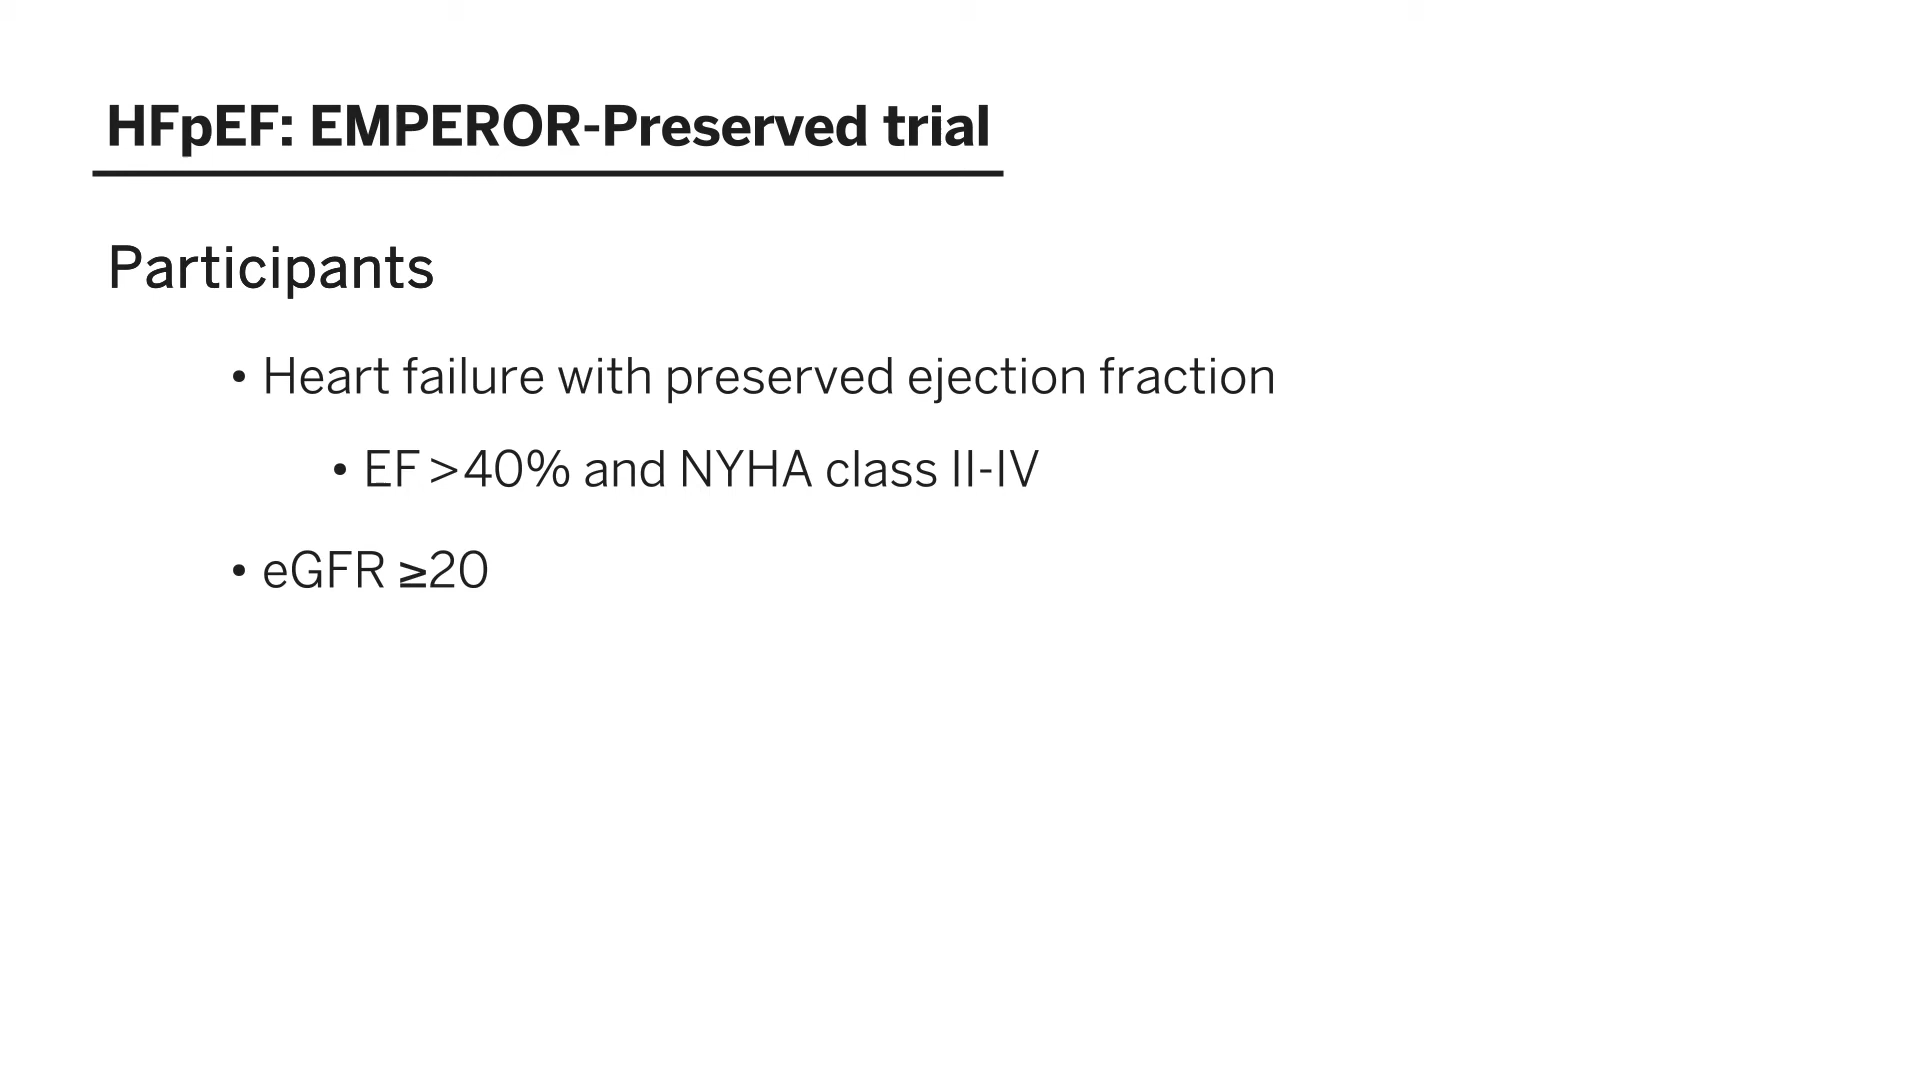 HFpEF: EMPEROR-Preserved trial
Participants
• Heart failure with preserved ejection fraction
• EF >40% and NYHA class II-IV
• eGFR ≥20